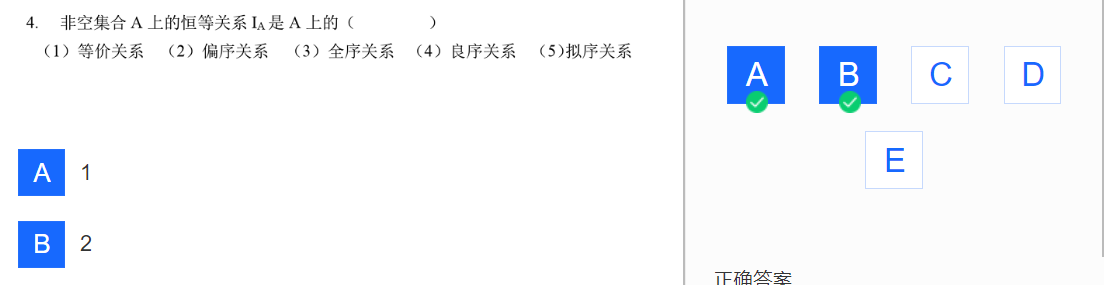 4. 非空集合 A 上的恒等关系 IA 是 A 上的（ ）
（1）等价关系 （2）偏序关系 （3）全序关系 （4）良序关系 （5)拟序关系
A 1
B 2
A B C D
E
正确答案